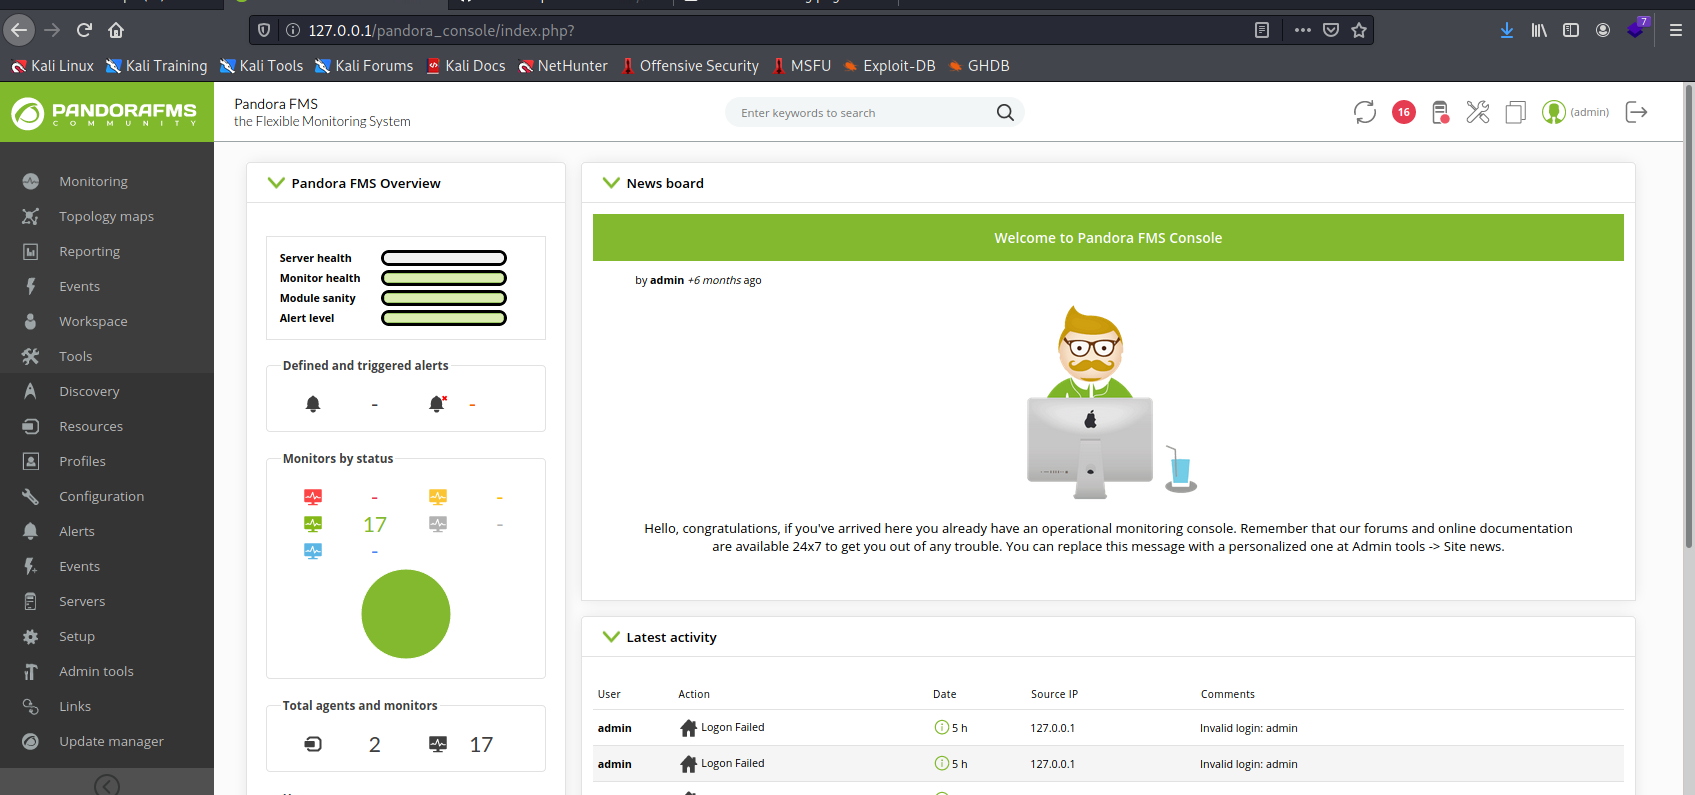 7
127.0.0.1/pandora_console/index.php?
Kali Linux Kali Training Kali Tools Kali Forums Kali Docs NetHunter Offensive Security MSFU Exploit-DB GHDB
PANDORAFMS
COMMUNITY
Pandora FMS
the Flexible Monitoring System
Enter keywords to search
16
(admin)
Monitoring
Topology maps
Reporting
Events
Workspace
Tools
Discovery
Resources
Profiles
Configuration
Alerts
Events
Servers
Setup
Admin tools
Links
Update manager
Pandora FMS Overview
Server health
Monitor health
Module sanity
Alert level
Defined and triggered alerts
- -
Monitors by status
- -
17 -
-
Total agents and monitors
2 17
News board
Welcome to Pandora FMS Console
by admin +6 months ago
Hello, congratulations, if you've arrived here you already have an operational monitoring console. Remember that our forums and online documentation
are available 24x7 to get you out of any trouble. You can replace this message with a personalized one at Admin tools -> Site news.
Latest activity
User Action Date Source IP Comments
admin Logon Failed 5 h 127.0.0.1 Invalid login: admin
admin Logon Failed 5 h 127.0.0.1 Invalid login: admin